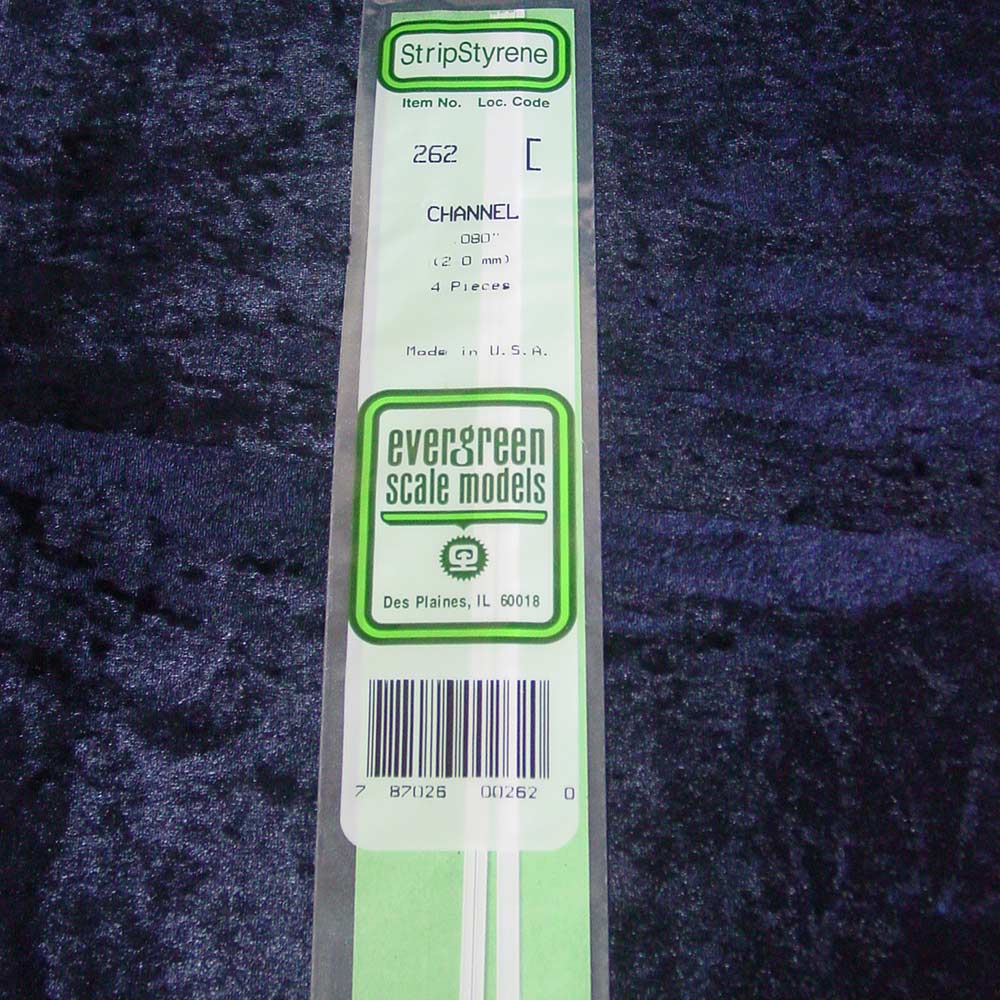 StripStyrene
Item No. Loc. Code
262 [
CHANNEL
.080"
(2.0 mm)
4 Pieces
Made in U.S.A.
evergreen
scale models
Des Plaines, IL 60018
7 87026 00262 0